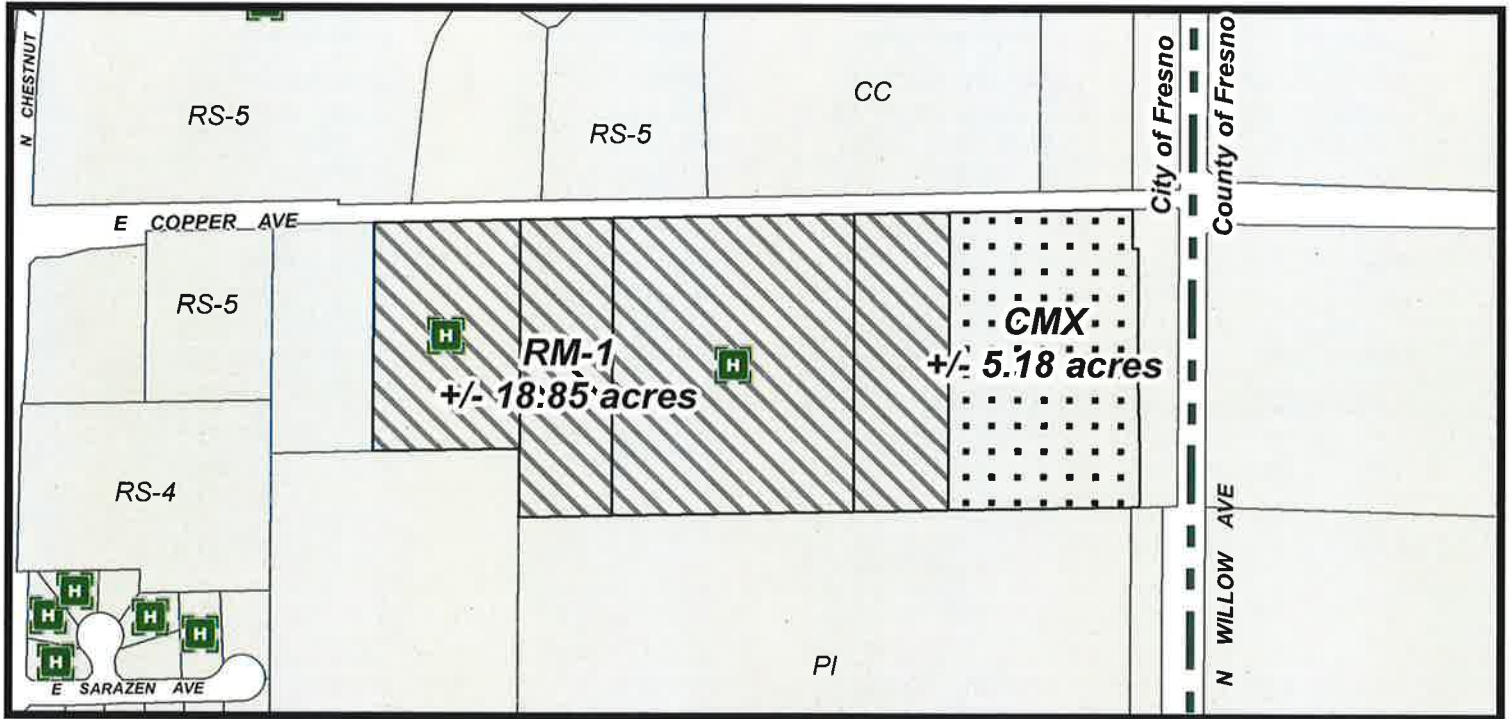 N CHESTNUT
RS-5
RS-5
CC
City of Fresno
County of Fresno
E COPPER AVE
RS-5
H
RM-1
+/- 18.85 acres
H
CMX
+/- 5.18 acres
RS-4
H
H
H
H
H
E SARAZEN AVE
PI
N WILLOW AVE